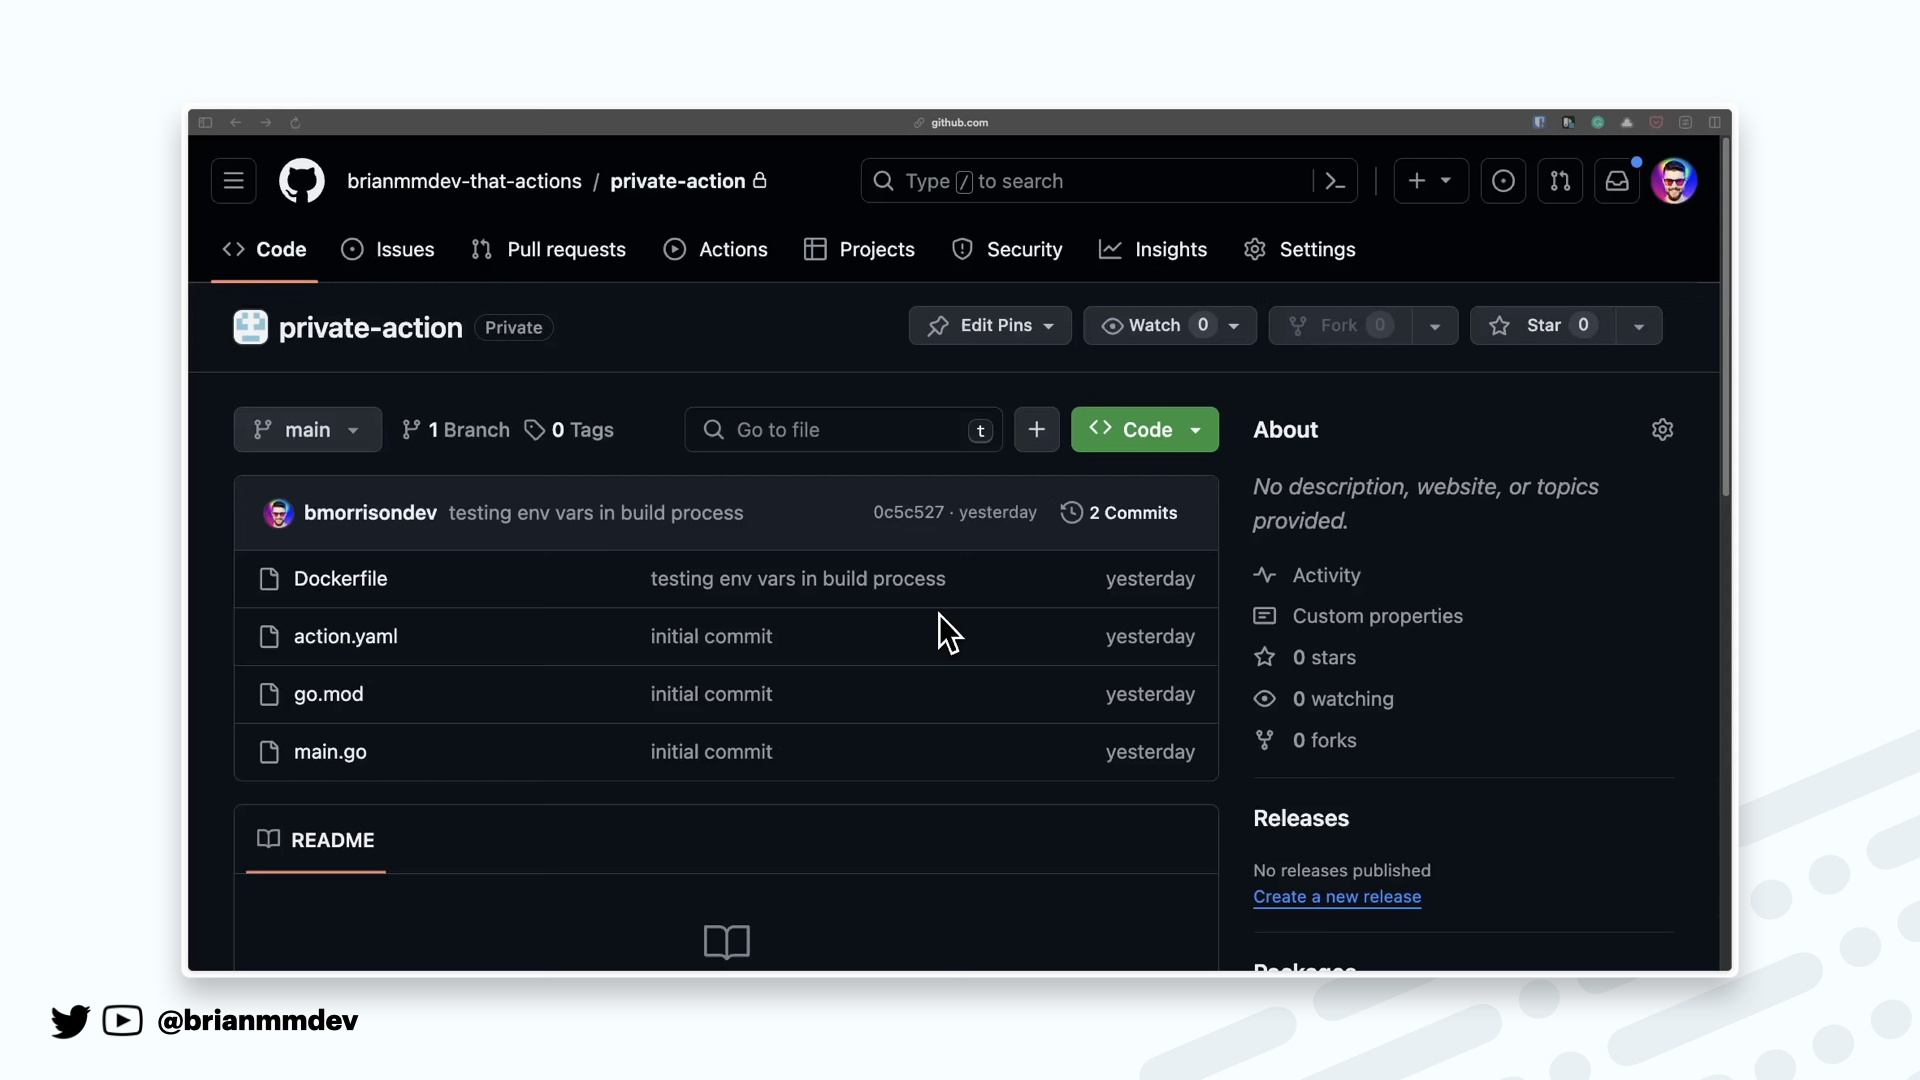 github.com
brianmmdev-that-actions / private-action
Type / to search
Code Issues Pull requests Actions Projects Security Insights Settings
private-action Private
Edit Pins Watch 0 Fork 0 Star 0
main 1 Branch 0 Tags Go to file t Code
bmorrisondev testing env vars in build process 0c5c527 · yesterday 2 Commits
Dockerfile testing env vars in build process yesterday
action.yaml initial commit yesterday
go.mod initial commit yesterday
main.go initial commit yesterday
README
About
No description, website, or topics
provided.
Activity
Custom properties
0 stars
0 watching
0 forks
Releases
No releases published
Create a new release
Packages
@brianmmdev